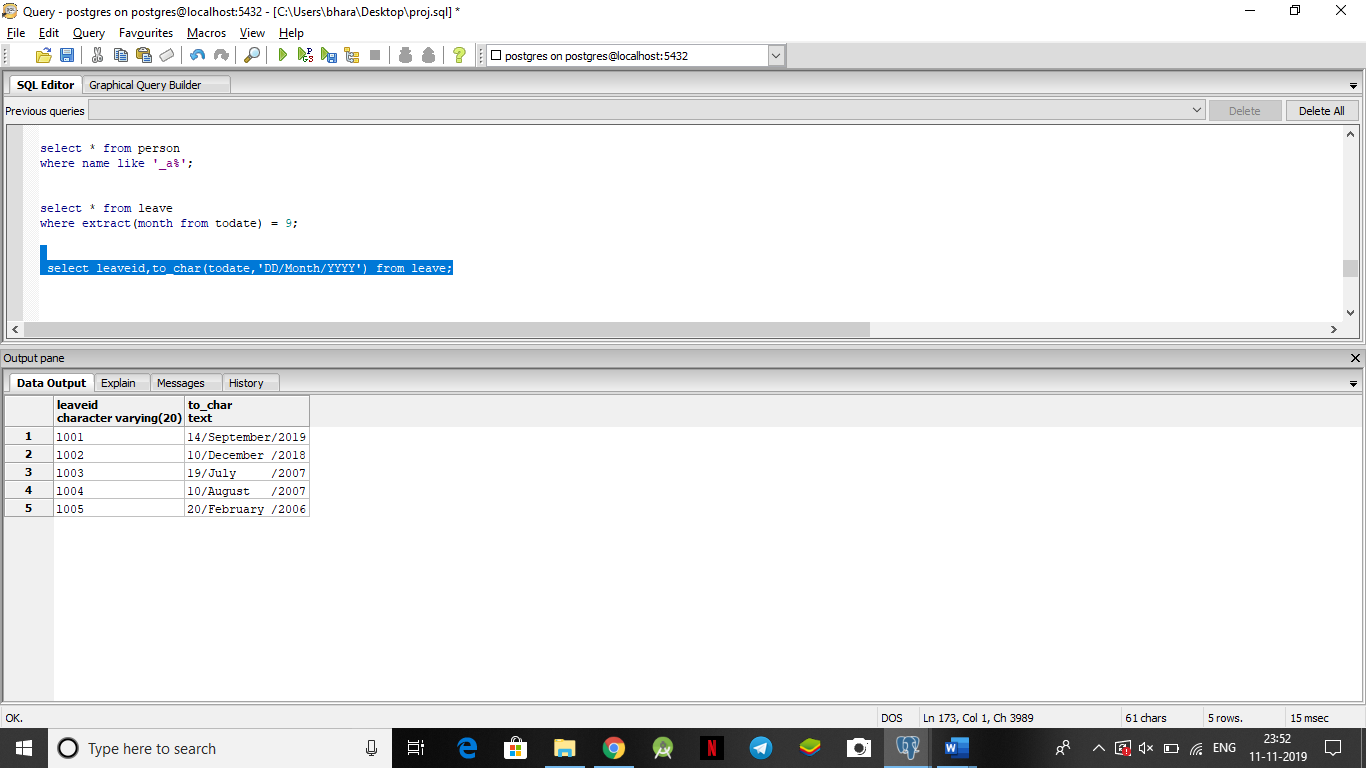 Query - postgres on postgres@localhost:5432 - [C:\Users\bhara\Desktop\proj.sql] *
File Edit Query Favourites Macros View Help
postgres on postgres@localhost:5432
SQL Editor Graphical Query Builder
Previous queries Delete Delete All
select * from person
where name like '_a%';
select * from leave
where extract(month from todate) = 9;
select leaveid,to_char(todate,'DD/Month/YYYY') from leave;
Output pane
Data Output Explain Messages History
leaveid to_char
character varying(20) text
1 l001 14/September/2019
2 l002 10/December /2018
3 l003 19/July     /2007
4 l004 10/August   /2007
5 l005 20/February /2006
OK. DOS Ln 173, Col 1, Ch 3989 61 chars 5 rows. 15 msec
Type here to search ENG 23:52
11-11-2019